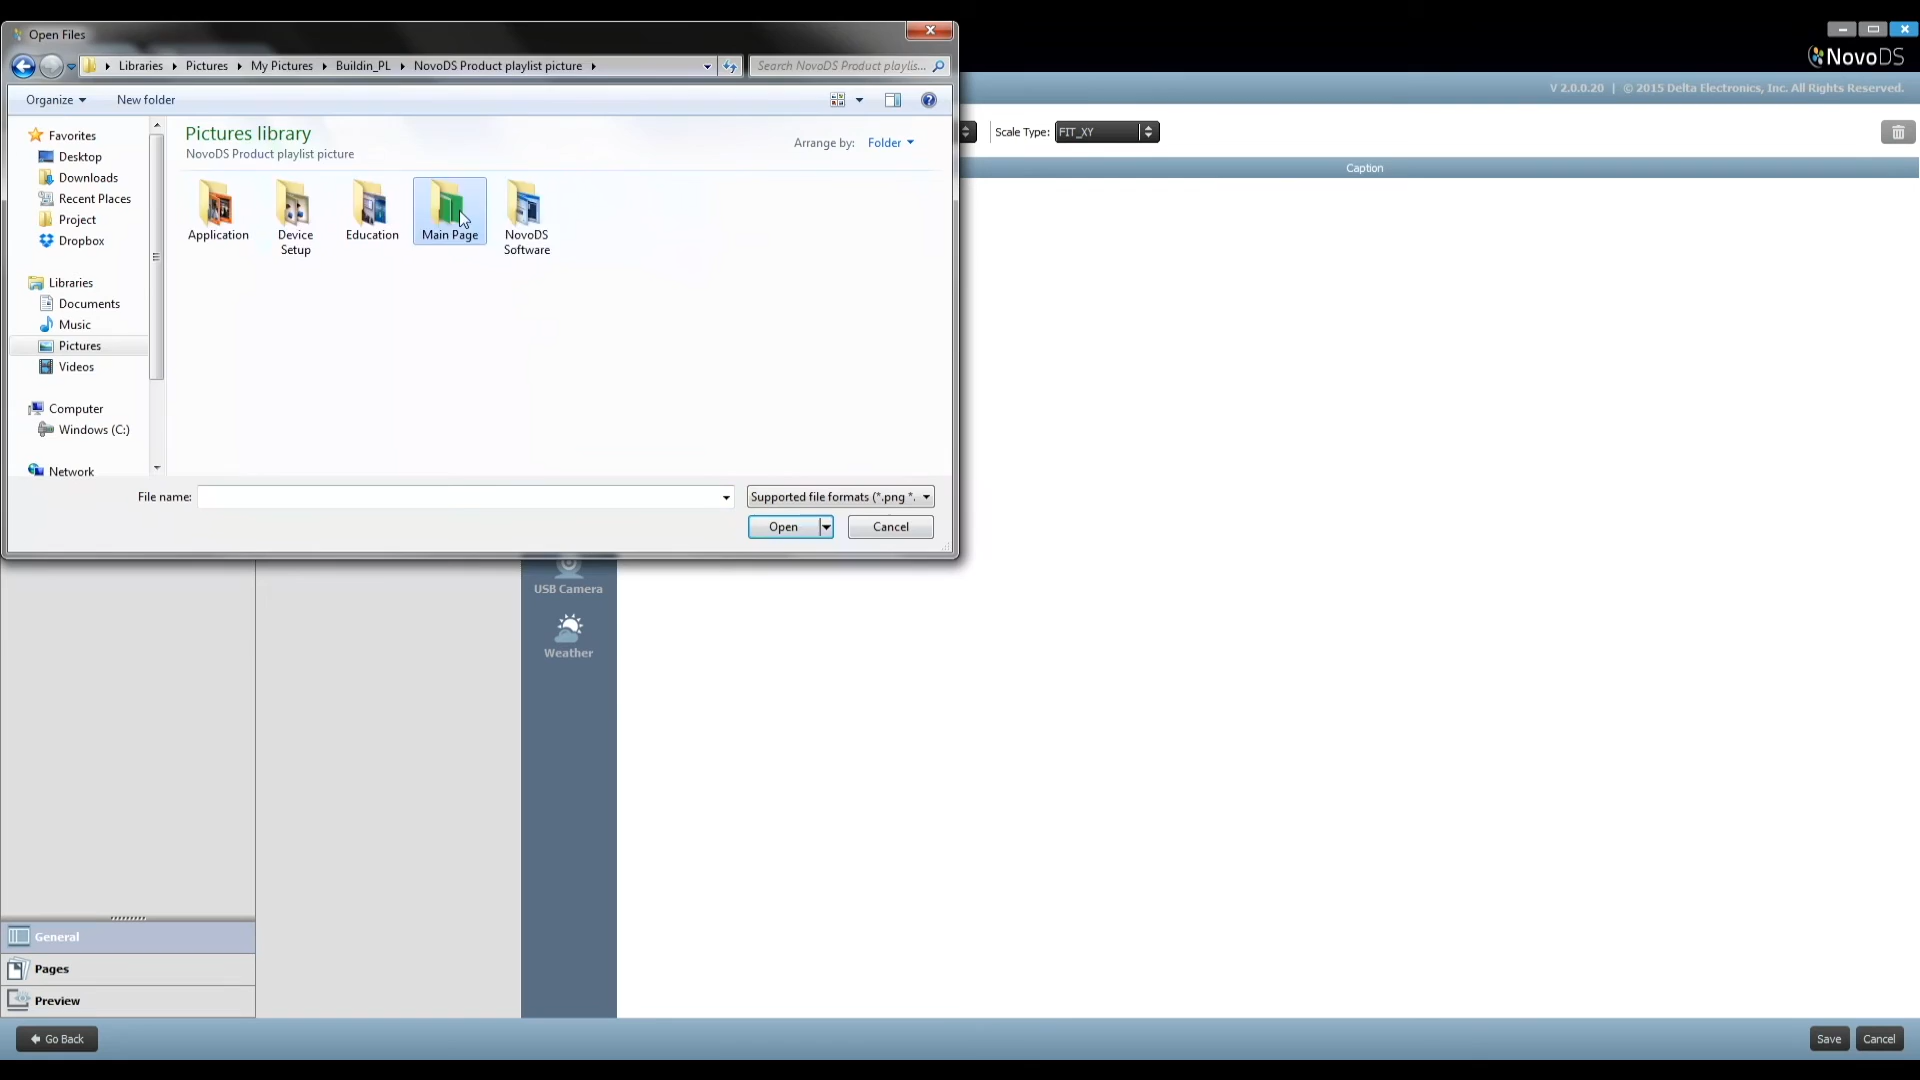 Open Files
NovoDS
Libraries Pictures My Pictures Buildin_PL NovoDS Product playlist picture
Search NovoDS Product playlis...
V 2.0.0.20 | © 2015 Delta Electronics, Inc. All Rights Reserved.
Organize New folder
Scale Type: FIT_XY
Caption
Pictures library
NovoDS Product playlist picture
Arrange by: Folder
Favorites
Desktop
Downloads
Recent Places
Project
Dropbox
Libraries
Documents
Music
Pictures
Videos
Computer
Windows (C:)
Network
Application
Device
Setup
Education
Main Page
NovoDS
Software
File name:
Supported file formats (*.png *.
Open Cancel
USB Camera
Weather
General
Pages
Preview
Go Back
Save Cancel